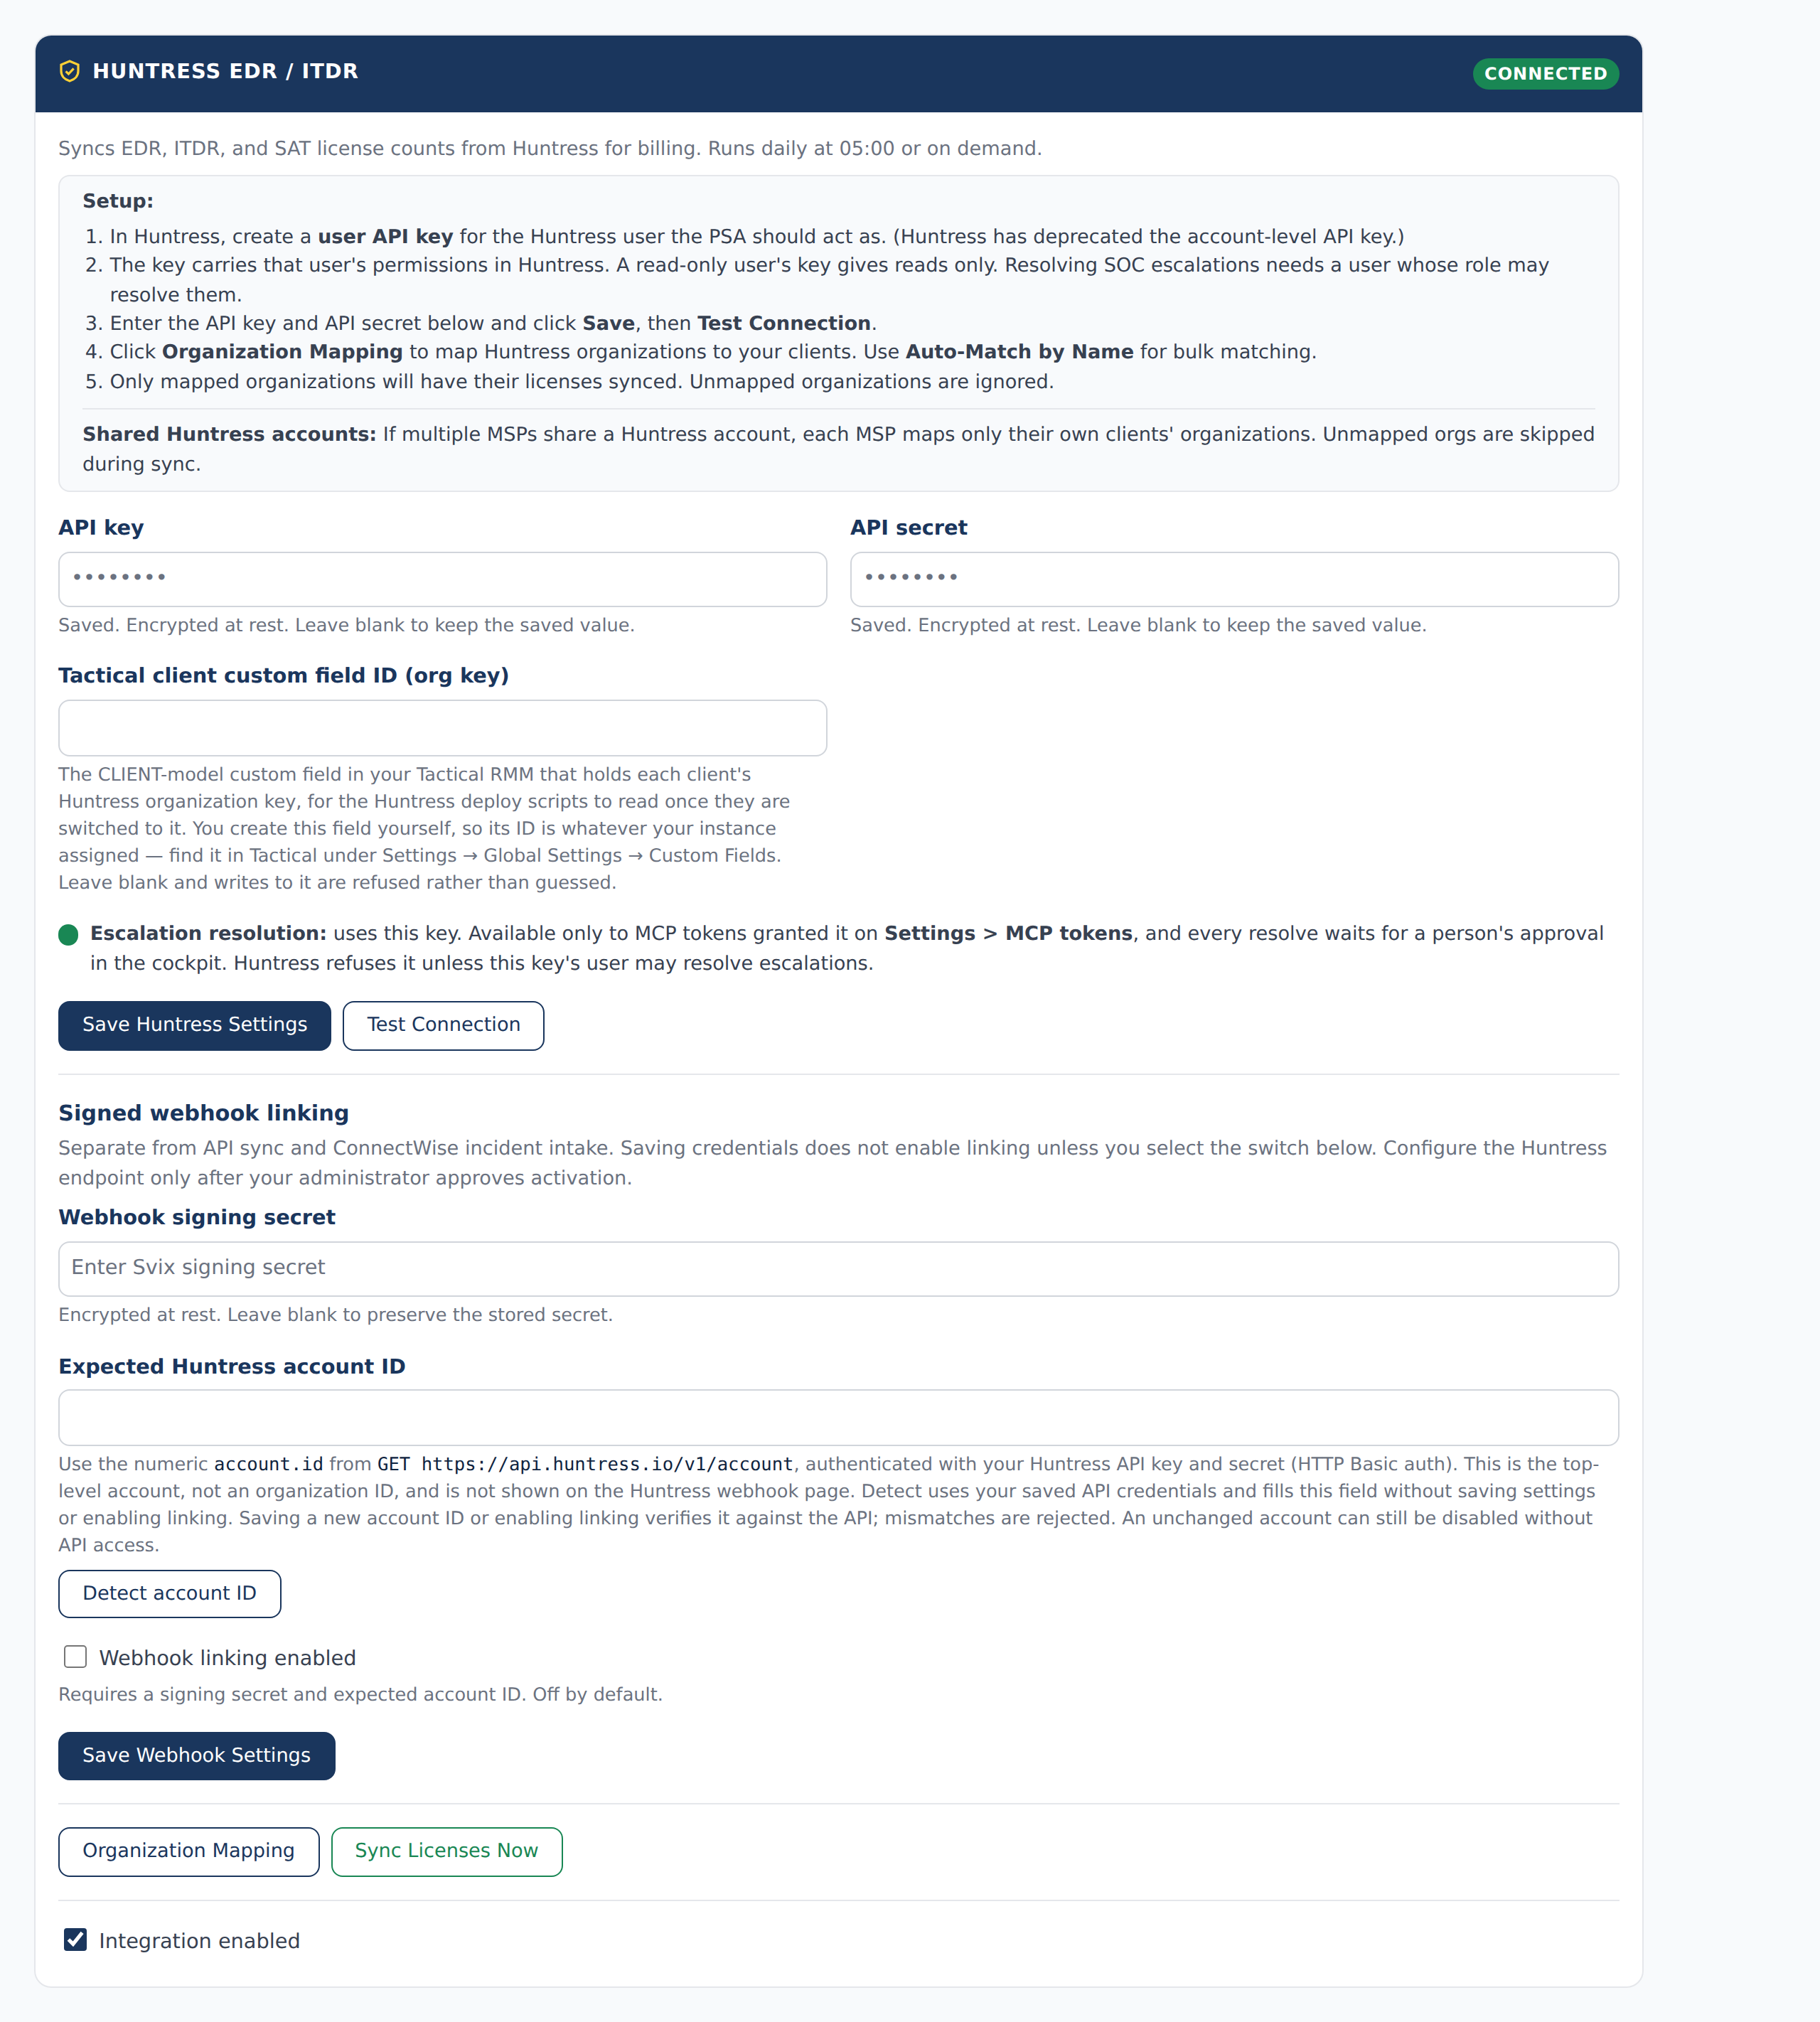 HUNTRESS EDR / ITDR
CONNECTED
Syncs EDR, ITDR, and SAT license counts from Huntress for billing. Runs daily at 05:00 or on demand.
Setup:
1. In Huntress, create a user API key for the Huntress user the PSA should act as. (Huntress has deprecated the account-level API key.)
2. The key carries that user's permissions in Huntress. A read-only user's key gives reads only. Resolving SOC escalations needs a user whose role may
resolve them.
3. Enter the API key and API secret below and click Save, then Test Connection.
4. Click Organization Mapping to map Huntress organizations to your clients. Use Auto-Match by Name for bulk matching.
5. Only mapped organizations will have their licenses synced. Unmapped organizations are ignored.
Shared Huntress accounts: If multiple MSPs share a Huntress account, each MSP maps only their own clients' organizations. Unmapped orgs are skipped
during sync.
API key
API secret
••••••••
••••••••
Saved. Encrypted at rest. Leave blank to keep the saved value.
Saved. Encrypted at rest. Leave blank to keep the saved value.
Tactical client custom field ID (org key)
The CLIENT-model custom field in your Tactical RMM that holds each client's
Huntress organization key, for the Huntress deploy scripts to read once they are
switched to it. You create this field yourself, so its ID is whatever your instance
assigned — find it in Tactical under Settings → Global Settings → Custom Fields.
Leave blank and writes to it are refused rather than guessed.
Escalation resolution: uses this key. Available only to MCP tokens granted it on Settings > MCP tokens, and every resolve waits for a person's approval
in the cockpit. Huntress refuses it unless this key's user may resolve escalations.
Save Huntress Settings
Test Connection
Signed webhook linking
Separate from API sync and ConnectWise incident intake. Saving credentials does not enable linking unless you select the switch below. Configure the Huntress
endpoint only after your administrator approves activation.
Webhook signing secret
Enter Svix signing secret
Encrypted at rest. Leave blank to preserve the stored secret.
Expected Huntress account ID
Use the numeric account.id from GET https://api.huntress.io/v1/account, authenticated with your Huntress API key and secret (HTTP Basic auth). This is the top-
level account, not an organization ID, and is not shown on the Huntress webhook page. Detect uses your saved API credentials and fills this field without saving settings
or enabling linking. Saving a new account ID or enabling linking verifies it against the API; mismatches are rejected. An unchanged account can still be disabled without
API access.
Detect account ID
Webhook linking enabled
Requires a signing secret and expected account ID. Off by default.
Save Webhook Settings
Organization Mapping
Sync Licenses Now
Integration enabled